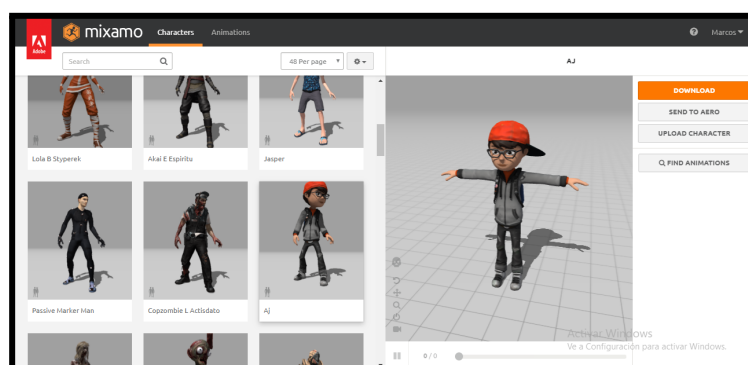 Adobe
mixamo Characters Animations
Marcos
Search
48 Per page
AJ
Lola B Styperek
Akai E Espiritu
Jasper
Passive Marker Man
Copzombie L Actisdato
Aj
DOWNLOAD
SEND TO AERO
UPLOAD CHARACTER
FIND ANIMATIONS
0 / 0
Activar Windows
Ve a Configuración para activar Windows.